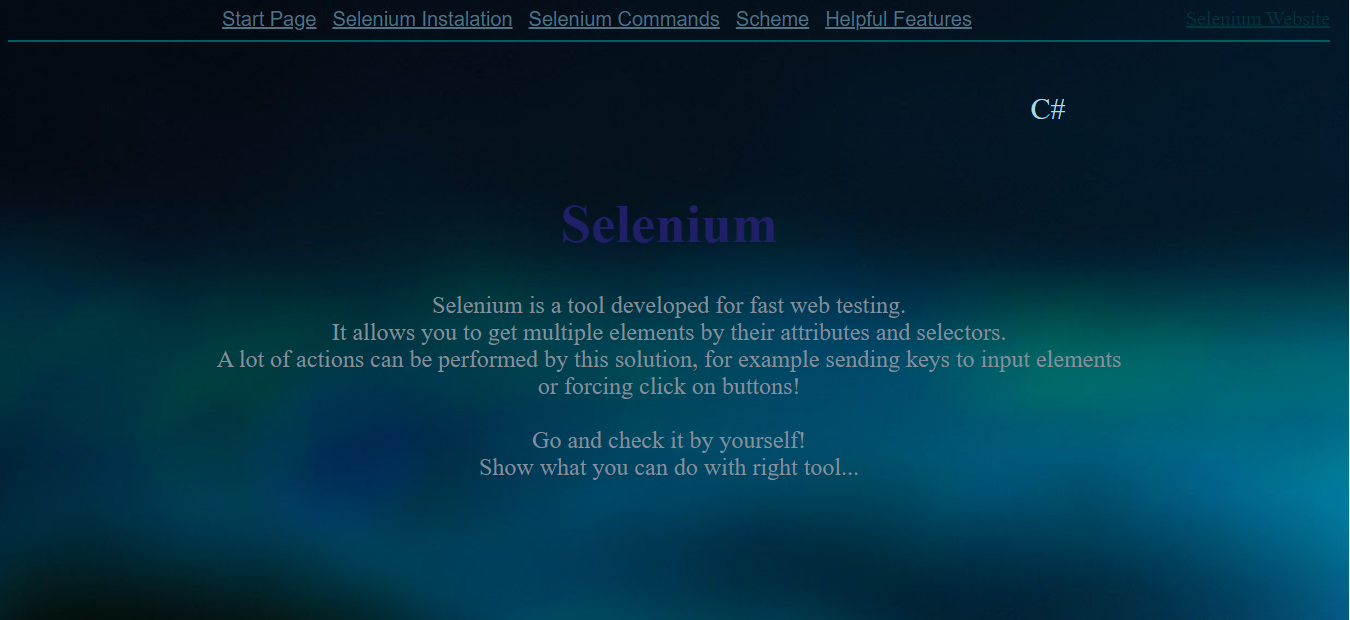 Start Page Selenium Instalation Selenium Commands Scheme Helpful Features Selenium Website
C#
Selenium
Selenium is a tool developed for fast web testing.
It allows you to get multiple elements by their attributes and selectors.
A lot of actions can be performed by this solution, for example sending keys to input elements
or forcing click on buttons!
Go and check it by yourself!
Show what you can do with right tool...